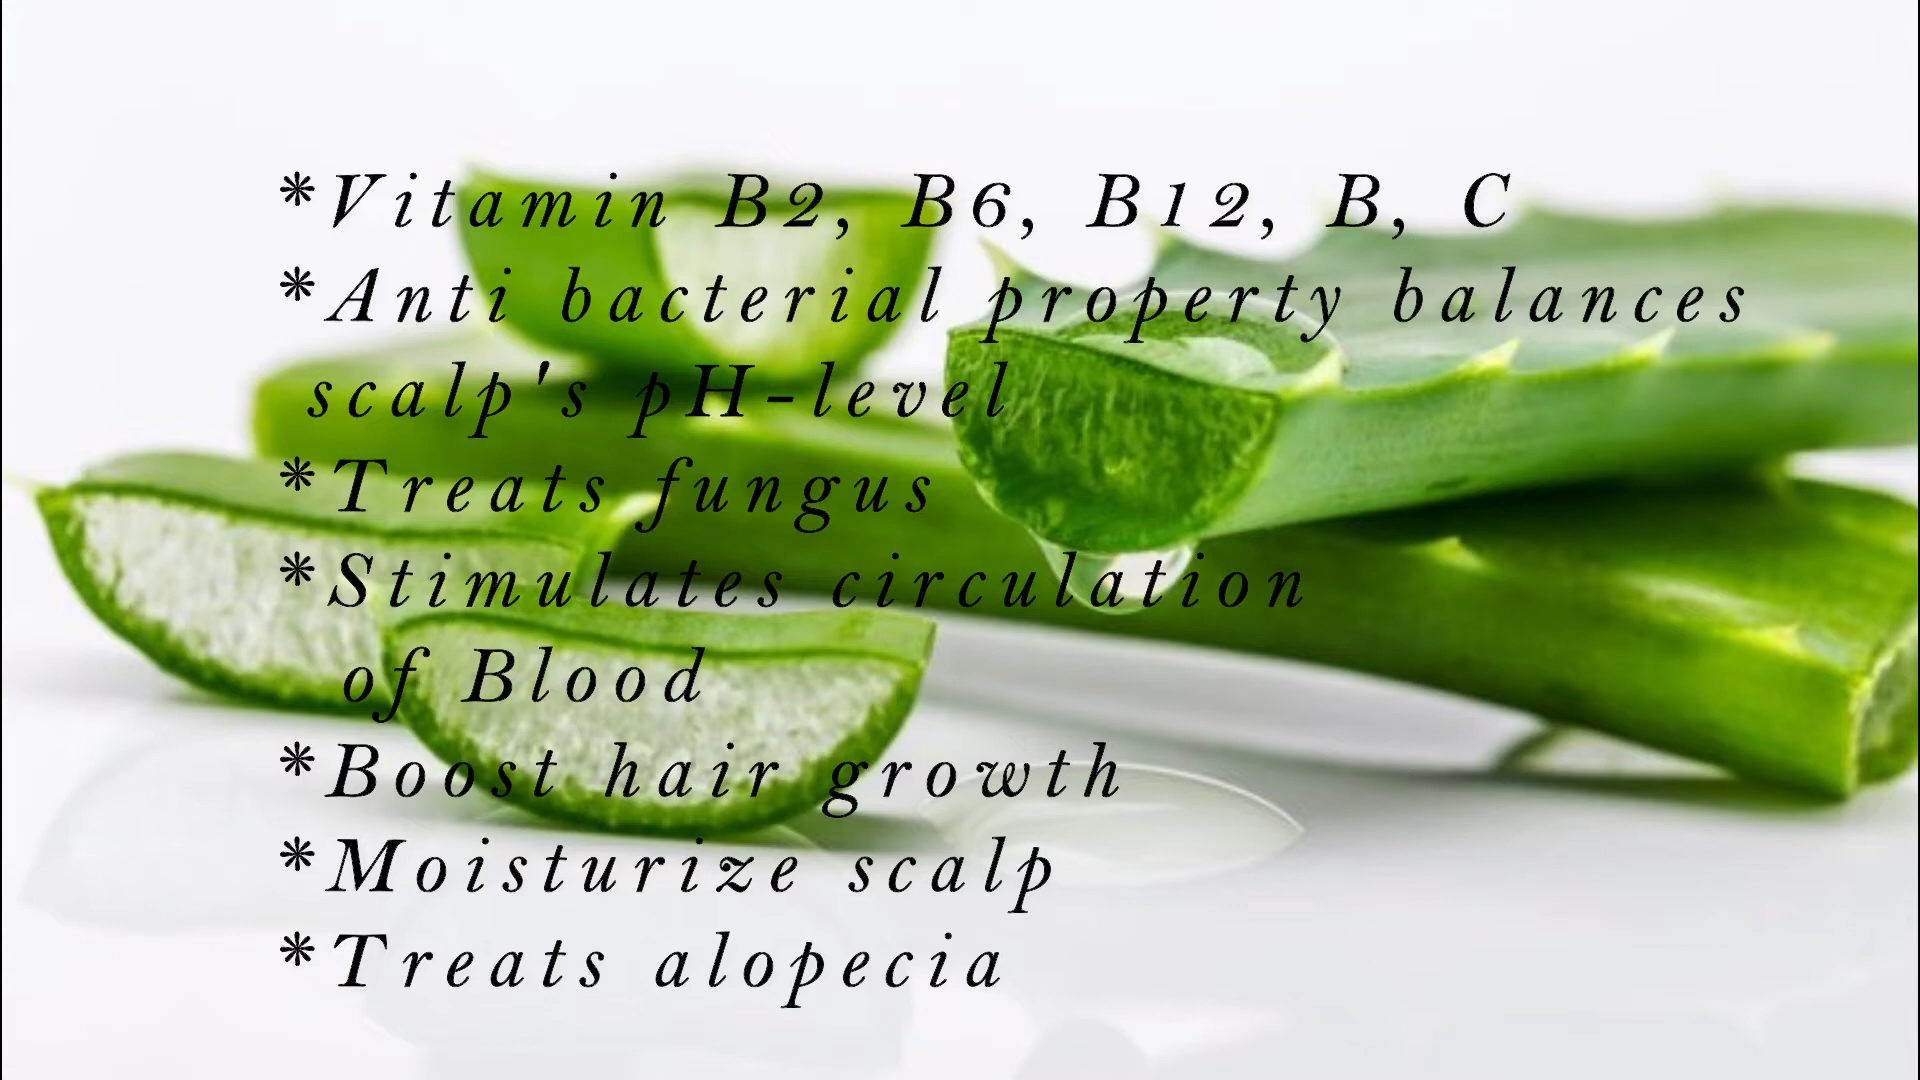 *Vitamin B2, B6, B12, B, C
*Anti bacterial property balances
scalp's pH-level
*Treats fungus
*Stimulates circulation
of Blood
*Boost hair growth
*Moisturize scalp
*Treats alopecia